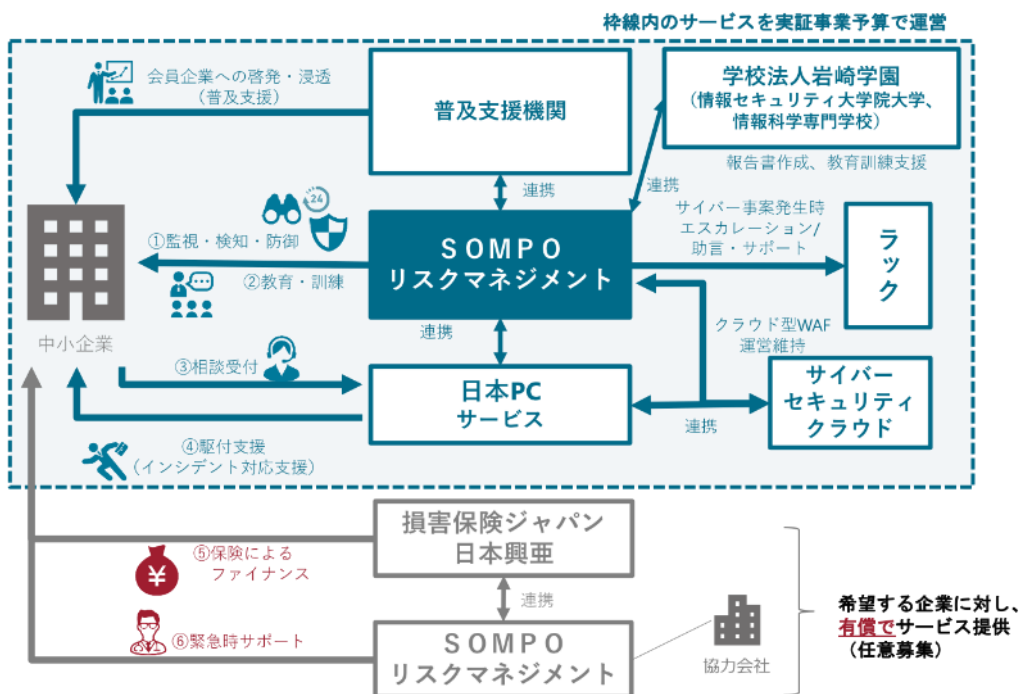 枠線内のサービスを実証事業予算で運営
会員企業への啓発・浸透
(普及支援)
普及支援機関
学校法人岩崎学園
(情報セキュリティ大学院大学、
情報科学専門学校)
報告書作成、教育訓練支援
連携
連携
24
①監視・検知・防御
②教育・訓練
SOMPO
リスクマネジメント
サイバー事案発生時
エスカレーション/
助言・サポート
ラック
中小企業
連携
クラウド型WAF
運営維持
③相談受付
日本PC
サービス
サイバー
セキュリティ
クラウド
連携
④駆付支援
(インシデント対応支援)
損害保険ジャパン
日本興亜
⑤保険による
ファイナンス
¥
連携
⑥緊急時サポート
SOMPO
リスクマネジメント
協力会社
希望する企業に対し、
有償でサービス提供
(任意募集)